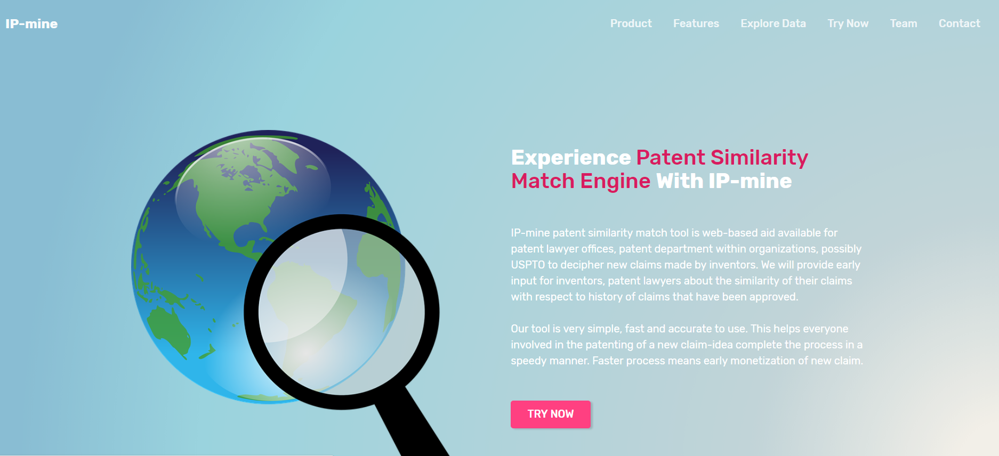 IP-mine
Product Features Explore Data Try Now Team Contact
Experience Patent Similarity
Match Engine With IP-mine
IP-mine patent similarity match tool is web-based aid available for
patent lawyer offices, patent department within organizations, possibly
USPTO to decipher new claims made by inventors. We will provide early
input for inventors, patent lawyers about the similarity of their claims
with respect to history of claims that have been approved.
Our tool is very simple, fast and accurate to use. This helps everyone
involved in the patenting of a new claim-idea complete the process in a
speedy manner. Faster process means early monetization of new claim.
TRY NOW